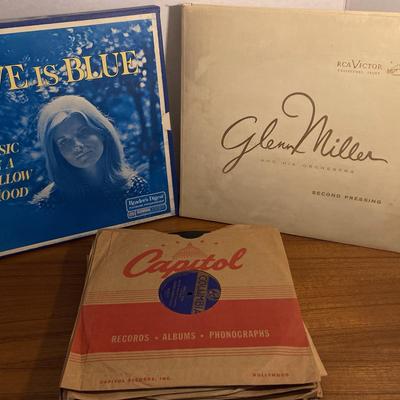 VE IS BLUE
SIC
A
LLOW
OOD
Reader's Digest
RCA VICTOR
Glenn Miller
AND HIS ORCHESTRA
SECOND PRESSING
Capitol
COLUMBIA
RECORDS • ALBUMS • PHONOGRAPHS
CAPITOL RECORDS, INC. HOLLYWOOD